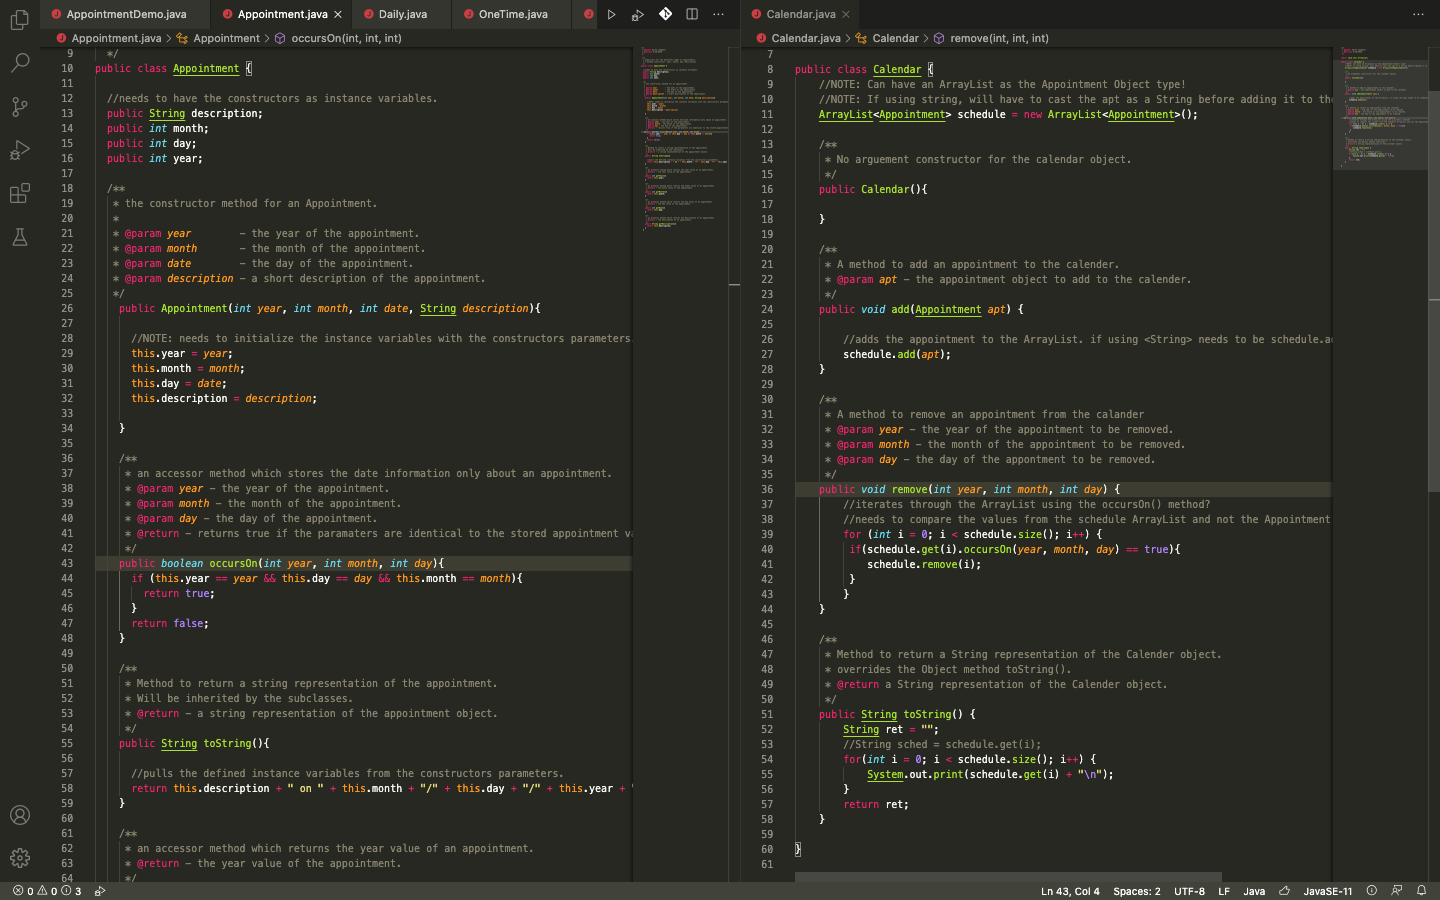 AppointmentDemo.java
Appointment.java
Daily.java
OneTime.java
Calendar.java
Appointment.java > Appointment > occursOn(int, int, int)
9 */
10 public class Appointment {
11
12 //needs to have the constructors as instance variables.
13 public String description;
14 public int month;
15 public int day;
16 public int year;
17
18 /**
19 * the constructor method for an Appointment.
20 *
21 * @param year - the year of the appointment.
22 * @param month - the month of the appointment.
23 * @param date - the day of the appointment.
24 * @param description - a short description of the appointment.
25 */
26 public Appointment(int year, int month, int date, String description){
27
28 //NOTE: needs to initialize the instance variables with the constructors parameters.
29 this.year = year;
30 this.month = month;
31 this.day = date;
32 this.description = description;
33
34 }
35
36 /**
37 * an accessor method which stores the date information only about an appointment.
38 * @param year - the year of the appointment.
39 * @param month - the month of the appointment.
40 * @param day - the day of the appointment.
41 * @return - returns true if the paramaters are identical to the stored appointment va
42 */
43 public boolean occursOn(int year, int month, int day){
44 if (this.year == year && this.day == day && this.month == month){
45 return true;
46 }
47 return false;
48 }
49
50 /**
51 * Method to return a string representation of the appointment.
52 * Will be inherited by the subclasses.
53 * @return - a string representation of the appointment object.
54 */
55 public String toString(){
56
57 //pulls the defined instance variables from the constructors parameters.
58 return this.description + " on " + this.month + "/" + this.day + "/" + this.year + "
59 }
60
61 /**
62 * an accessor method which returns the year value of an appointment.
63 * @return - the year value of the appointment.
64 */
Calendar.java > Calendar > remove(int, int, int)
7
8 public class Calendar {
9 //NOTE: Can have an ArrayList as the Appointment Object type!
10 //NOTE: If using string, will have to cast the apt as a String before adding it to the
11 ArrayList<Appointment> schedule = new ArrayList<Appointment>();
12
13 /**
14 * No arguement constructor for the calendar object.
15 */
16 public Calendar(){
17
18 }
19
20 /**
21 * A method to add an appointment to the calender.
22 * @param apt - the appointment object to add to the calender.
23 */
24 public void add(Appointment apt) {
25
26 //adds the appointment to the ArrayList. if using <String> needs to be schedule.a
27 schedule.add(apt);
28 }
29
30 /**
31 * A method to remove an appointment from the calander
32 * @param year - the year of the appointment to be removed.
33 * @param month - the month of the appointment to be removed.
34 * @param day - the day of the appontment to be removed.
35 */
36 public void remove(int year, int month, int day) {
37 //iterates through the ArrayList using the occursOn() method?
38 //needs to compare the values from the schedule ArrayList and not the Appointment
39 for (int i = 0; i < schedule.size(); i++) {
40 if(schedule.get(i).occursOn(year, month, day) == true){
41 schedule.remove(i);
42 }
43 }
44 }
45
46 /**
47 * Method to return a String representation of the Calender object.
48 * overrides the Object method toString().
49 * @return a String representation of the Calender object.
50 */
51 public String toString() {
52 String ret = "";
53 //String sched = schedule.get(i);
54 for(int i = 0; i < schedule.size(); i++) {
55 System.out.print(schedule.get(i) + "\n");
56 }
57 return ret;
58 }
59
60 }
61
0 0 3
Ln 43, Col 4 Spaces: 2 UTF-8 LF Java JavaSE-11